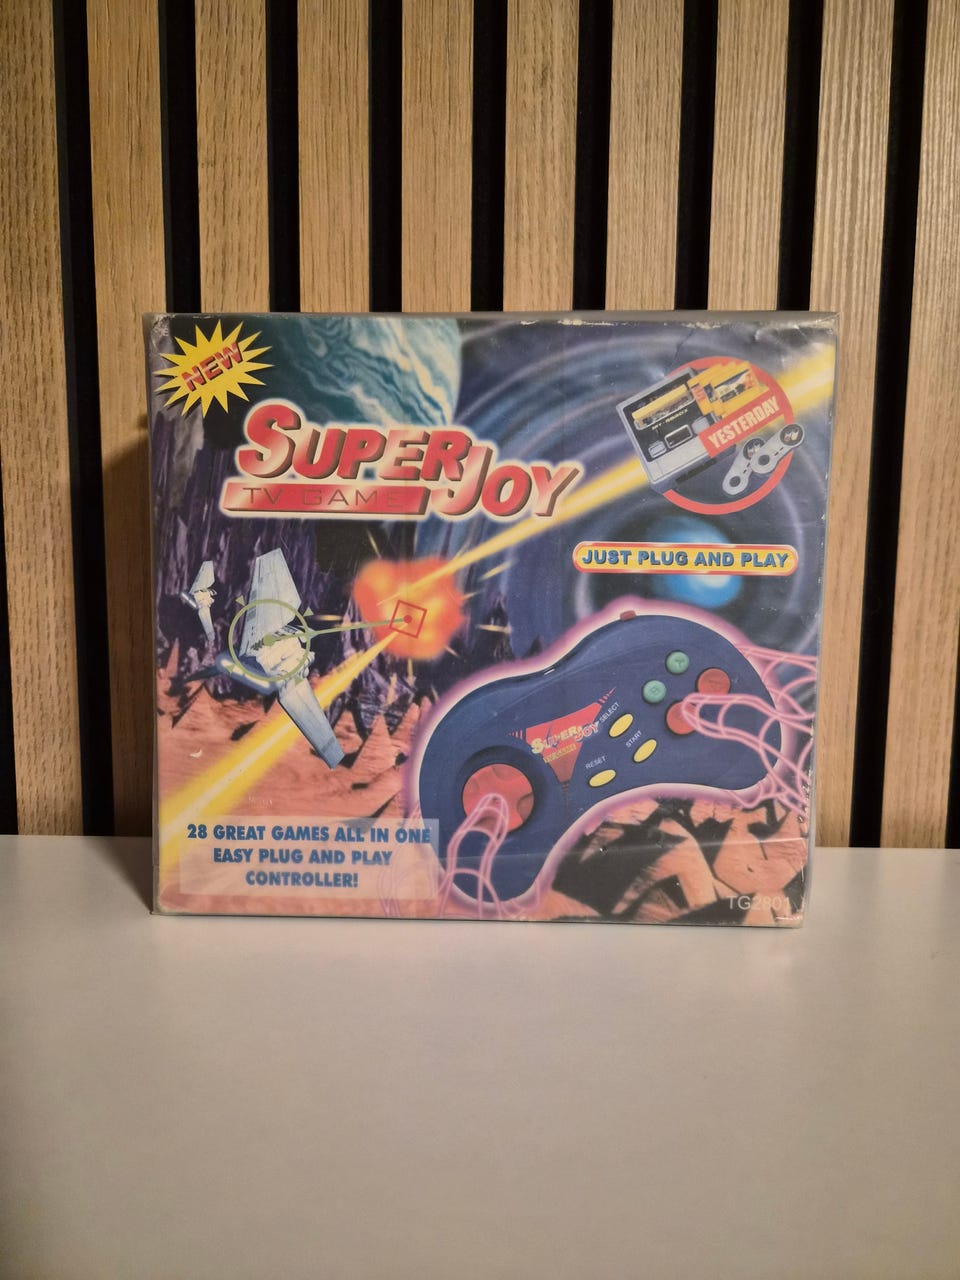 NEW
SUPER JOY
TV GAME
YESTERDAY
JUST PLUG AND PLAY
SUPER JOY
SELECT
START
RESET
28 GREAT GAMES ALL IN ONE
EASY PLUG AND PLAY
CONTROLLER!
TG2801